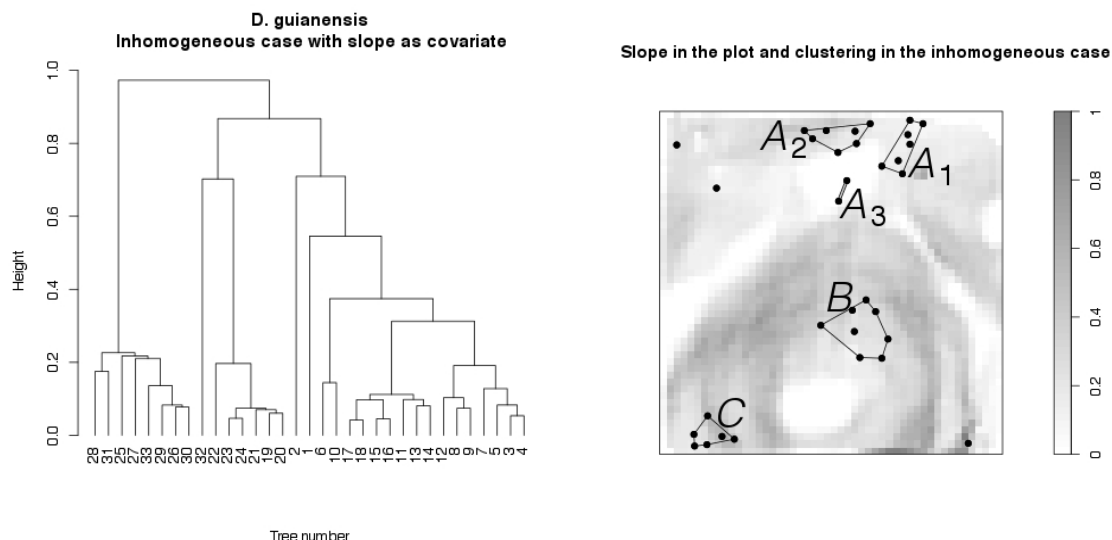 D. guianensis
Inhomogeneous case with slope as covariate
Height
0.0 0.2 0.4 0.6 0.8 1.0
28 31 25 27 33 29 26 30 32 22 23 24 21 19 20 2 1 6 10 17 18 15 16 11 13 14 12 8 9 7 5 3 4
Tree number
Slope in the plot and clustering in the inhomogeneous case
A2
A1
A3
B
C
0 0.2 0.4 0.6 0.8 1